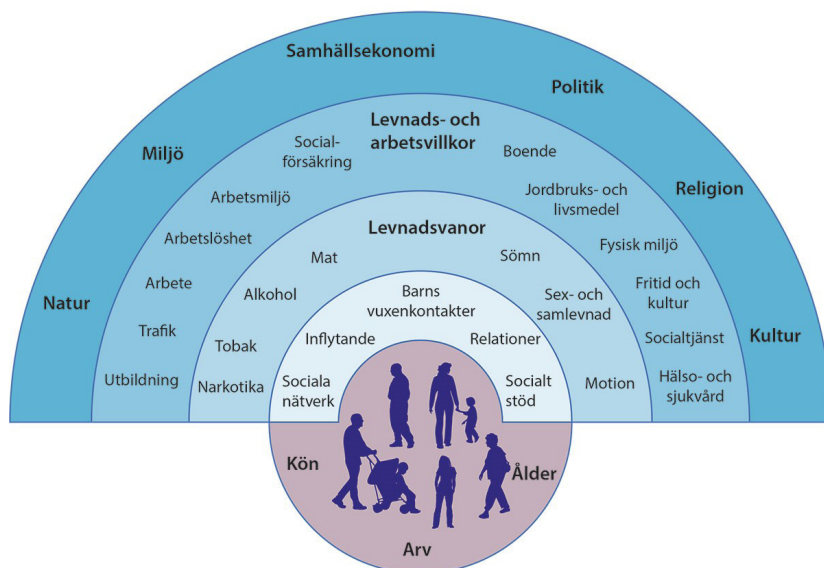 Samhällsekonomi
Politik
Miljö
Religion
Natur
Kultur
Levnads- och
arbetsvillkor
Social-
försäkring
Boende
Arbetsmiljö
Jordbruks- och
livsmedel
Arbetslöshet
Fysisk miljö
Arbete
Fritid och
kultur
Trafik
Socialtjänst
Utbildning
Hälso- och
sjukvård
Levnadsvanor
Mat
Sömn
Alkohol
Sex- och
samlevnad
Tobak
Narkotika
Motion
Barns
vuxenkontakter
Inflytande
Relationer
Sociala
nätverk
Socialt
stöd
Kön
Ålder
Arv